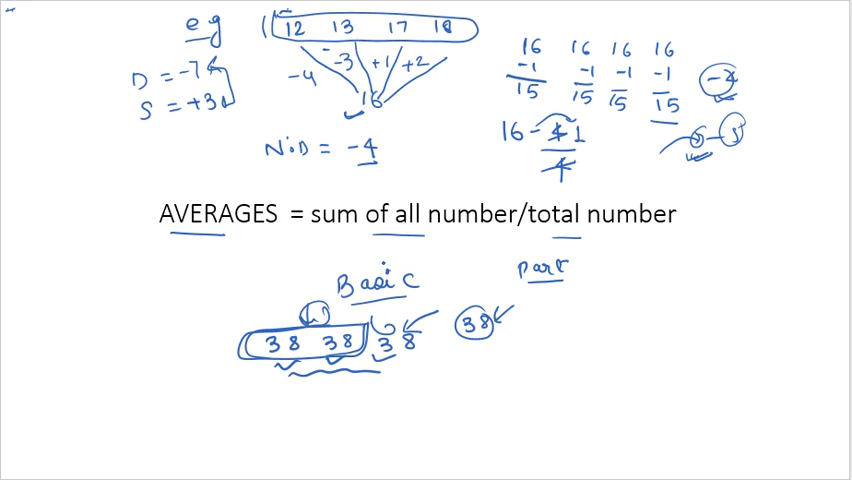 eg 12 13 17 18
-4 -3 +1 +2
D = -7
S = +3
16
N.D = -4
16 16 16 16
-1 -1 -1 -1
15 15 15 15
-4
16 - 4 1
4
AVERAGES = sum of all number/total number
Basic Part
38 38 38 38